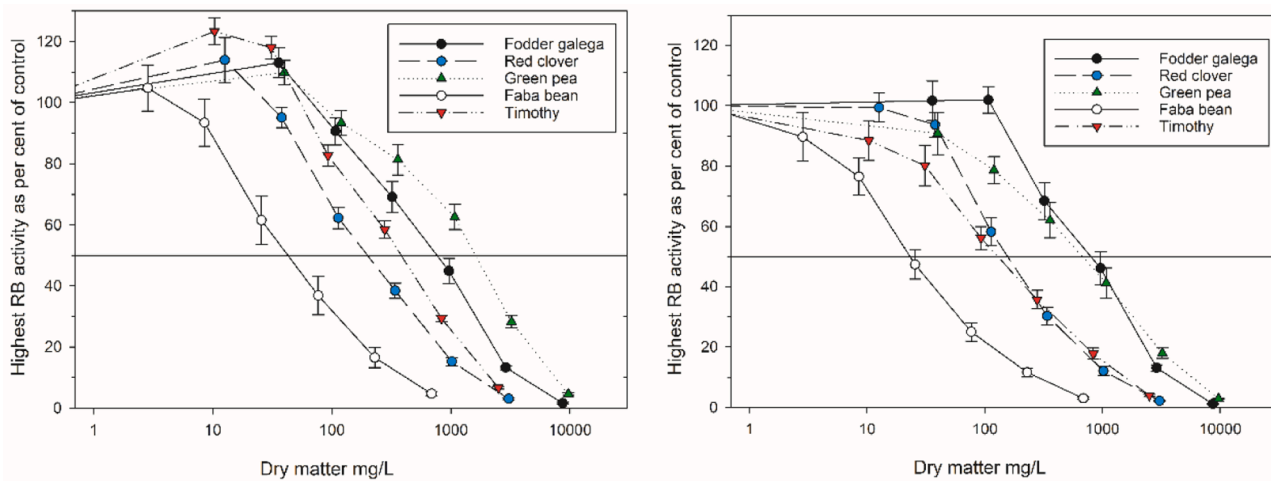 Highest RB activity as per cent of control
120
100
80
60
40
20
0
1
10
100
1000
10000
Dry matter mg/L
Fodder galega
Red clover
Green pea
Faba bean
Timothy
Highest RB activity as per cent of control
120
100
80
60
40
20
0
1
10
100
1000
10000
Dry matter mg/L
Fodder galega
Red clover
Green pea
Faba bean
Timothy